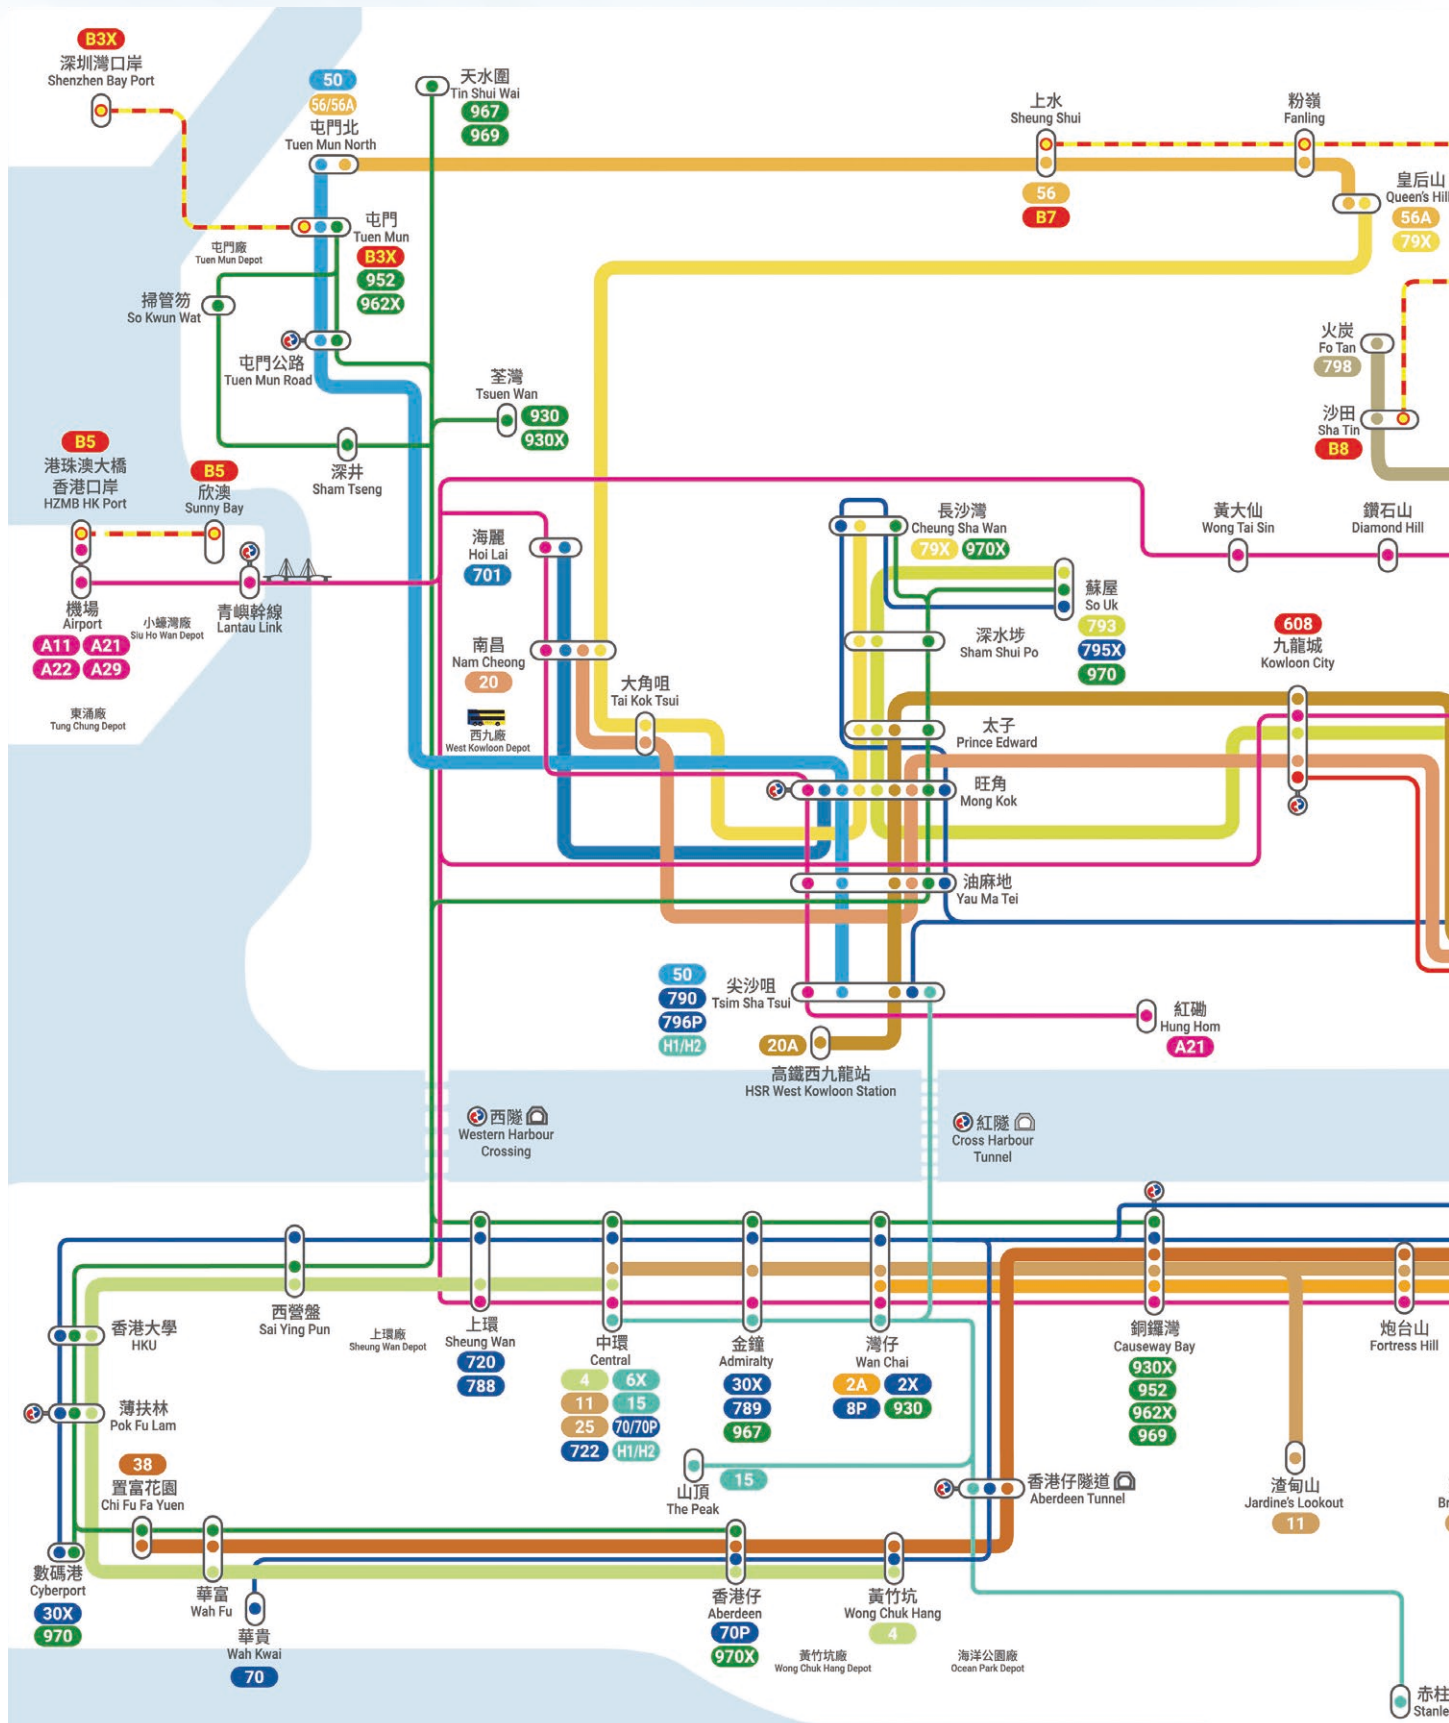 B3X
深圳灣口岸
Shenzhen Bay Port
50
56/56A
屯門北
Tuen Mun North
天水圍
Tin Shui Wai
967
969
上水
Sheung Shui
56
B7
粉嶺
Fanling
皇后山
Queen's Hill
56A
79X
屯門
Tuen Mun
B3X
952
962X
屯門廠
Tuen Mun Depot
掃管笏
So Kwun Wat
屯門公路
Tuen Mun Road
荃灣
Tsuen Wan
930
930X
深井
Sham Tseng
火炭
Fo Tan
798
沙田
Sha Tin
B8
B5
港珠澳大橋
香港口岸
HZMB HK Port
B5
欣澳
Sunny Bay
機場
Airport
A11 A21
A22 A29
小蠔灣廠
Siu Ho Wan Depot
青嶼幹線
Lantau Link
東涌廠
Tung Chung Depot
海麗
Hoi Lai
701
南昌
Nam Cheong
20
西九廠
West Kowloon Depot
大角咀
Tai Kok Tsui
長沙灣
Cheung Sha Wan
79X 970X
蘇屋
So Uk
793
795X
970
深水埗
Sham Shui Po
太子
Prince Edward
旺角
Mong Kok
油麻地
Yau Ma Tei
黃大仙
Wong Tai Sin
鑽石山
Diamond Hill
608
九龍城
Kowloon City
50
790
796P
H1/H2
尖沙咀
Tsim Sha Tsui
20A
高鐵西九龍站
HSR West Kowloon Station
紅磡
Hung Hom
A21
西隧
Western Harbour
Crossing
紅隧
Cross Harbour
Tunnel
西營盤
Sai Ying Pun
上環廠
Sheung Wan Depot
上環
Sheung Wan
720
788
中環
Central
4 6X
11 15
25 70/70P
722 H1/H2
金鐘
Admiralty
30X
789
967
灣仔
Wan Chai
2A 2X
8P 930
銅鑼灣
Causeway Bay
930X
952
962X
969
炮台山
Fortress Hill
香港大學
HKU
薄扶林
Pok Fu Lam
38
置富花園
Chi Fu Fa Yuen
山頂
The Peak
15
香港仔隧道
Aberdeen Tunnel
渣甸山
Jardine's Lookout
11
Br
數碼港
Cyberport
30X
970
華富
Wah Fu
華貴
Wah Kwai
70
香港仔
Aberdeen
70P
970X
黃竹坑
Wong Chuk Hang
4
黃竹坑廠
Wong Chuk Hang Depot
海洋公園廠
Ocean Park Depot
赤柱
Stanle